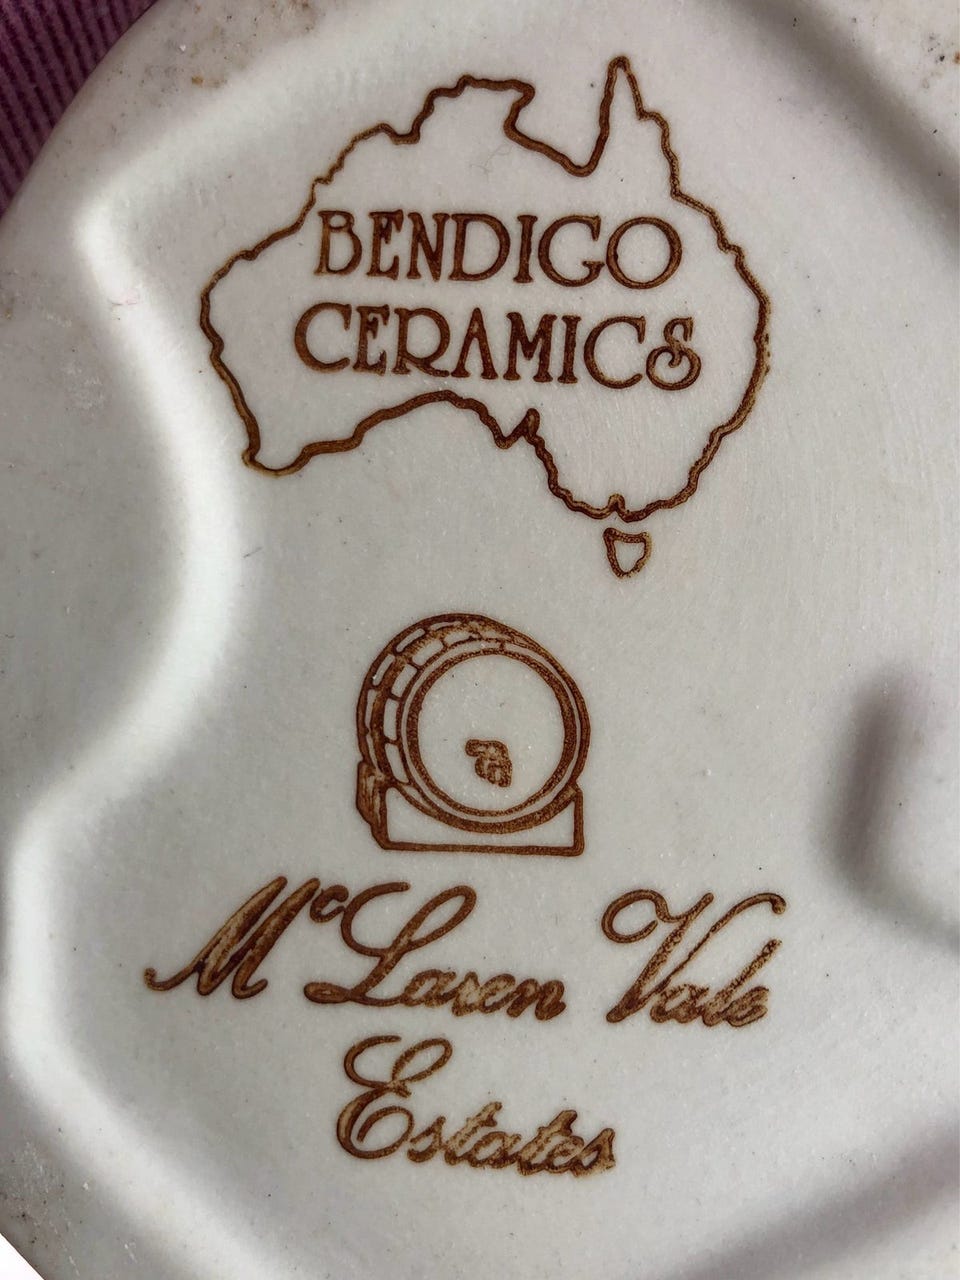 BENDIGO
CERAMICS
McLaren Vale
Estates